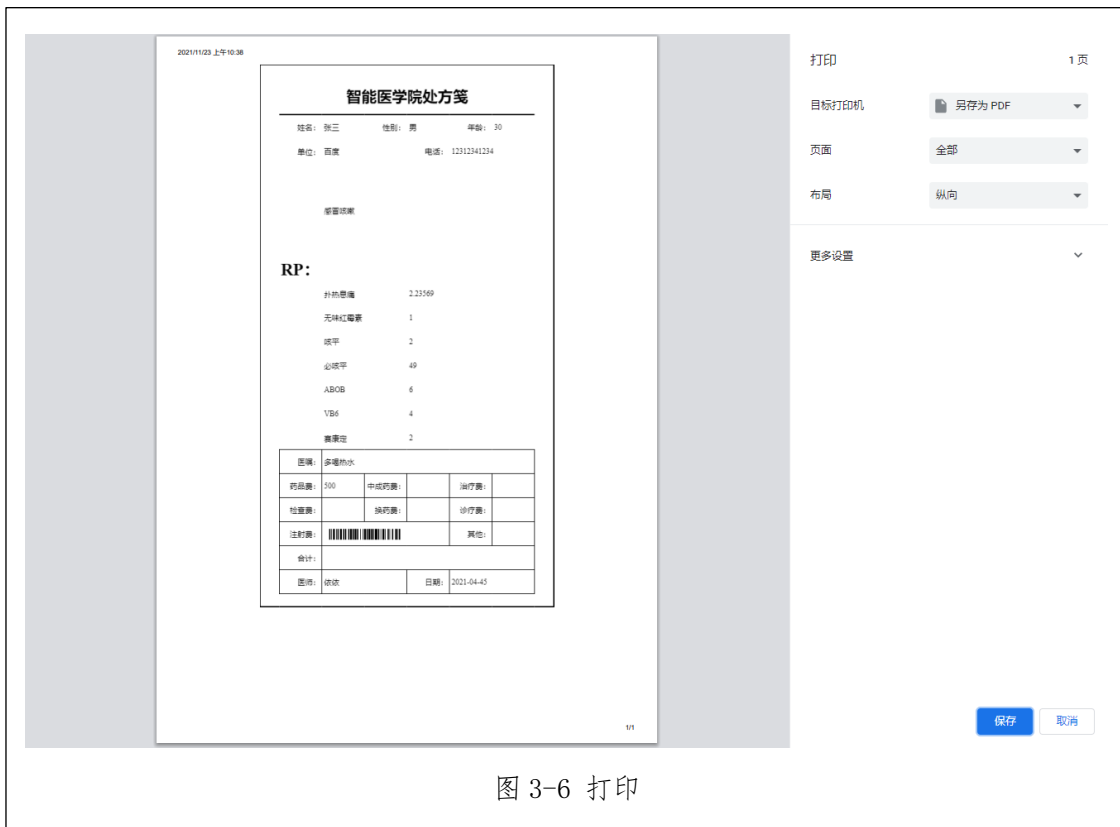 2021/11/23 上午10:38
智能医学院处方笺
姓名: 张三 性别: 男 年龄: 30
单位: 百度 电话: 12312341234
感冒咳嗽
RP:
扑热息痛 2.23569
无味红霉素 1
咳平 2
必咳平 49
ABOB 6
VB6 4
赛康定 2
医嘱: 多喝热水
药品费: 500 中成药费: 治疗费:
检查费: 换药费: 诊疗费:
注射费: 其他:
合计:
医师: 依依 日期: 2021-04-45
1/1
打印 1 页
目标打印机 另存为 PDF
页面 全部
布局 纵向
更多设置
保存 取消
图 3-6 打印